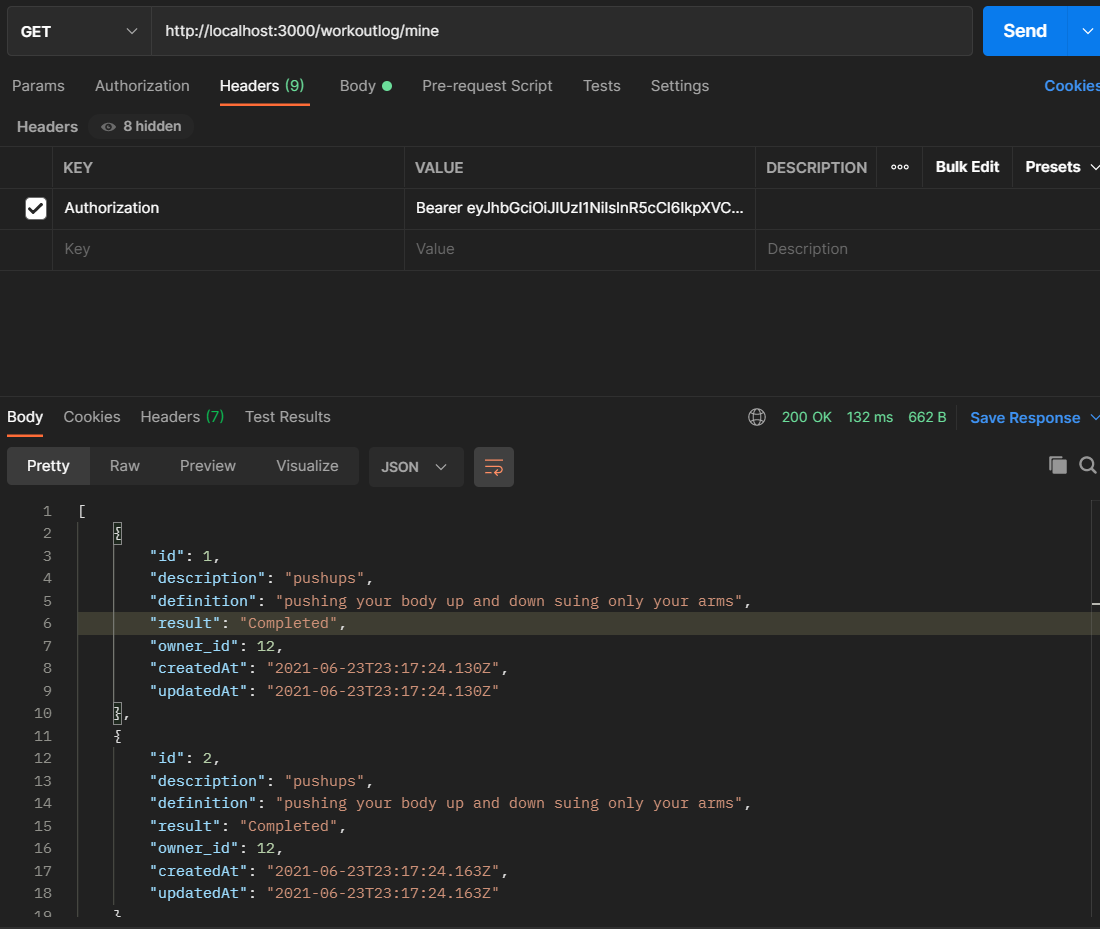 GET http://localhost:3000/workoutlog/mine Send
Params Authorization Headers (9) Body Pre-request Script Tests Settings Cookies
Headers 8 hidden
KEY VALUE DESCRIPTION ooo Bulk Edit Presets
Authorization Bearer eyJhbGciOiJIUzI1NiIsInR5cCI6IkpXVC...
Key Value Description
Body Cookies Headers (7) Test Results 200 OK 132 ms 662 B Save Response
Pretty Raw Preview Visualize JSON
1 [
2 {
3 "id": 1,
4 "description": "pushups",
5 "definition": "pushing your body up and down suing only your arms",
6 "result": "Completed",
7 "owner_id": 12,
8 "createdAt": "2021-06-23T23:17:24.130Z",
9 "updatedAt": "2021-06-23T23:17:24.130Z"
10 },
11 {
12 "id": 2,
13 "description": "pushups",
14 "definition": "pushing your body up and down suing only your arms",
15 "result": "Completed",
16 "owner_id": 12,
17 "createdAt": "2021-06-23T23:17:24.163Z",
18 "updatedAt": "2021-06-23T23:17:24.163Z"
19 }